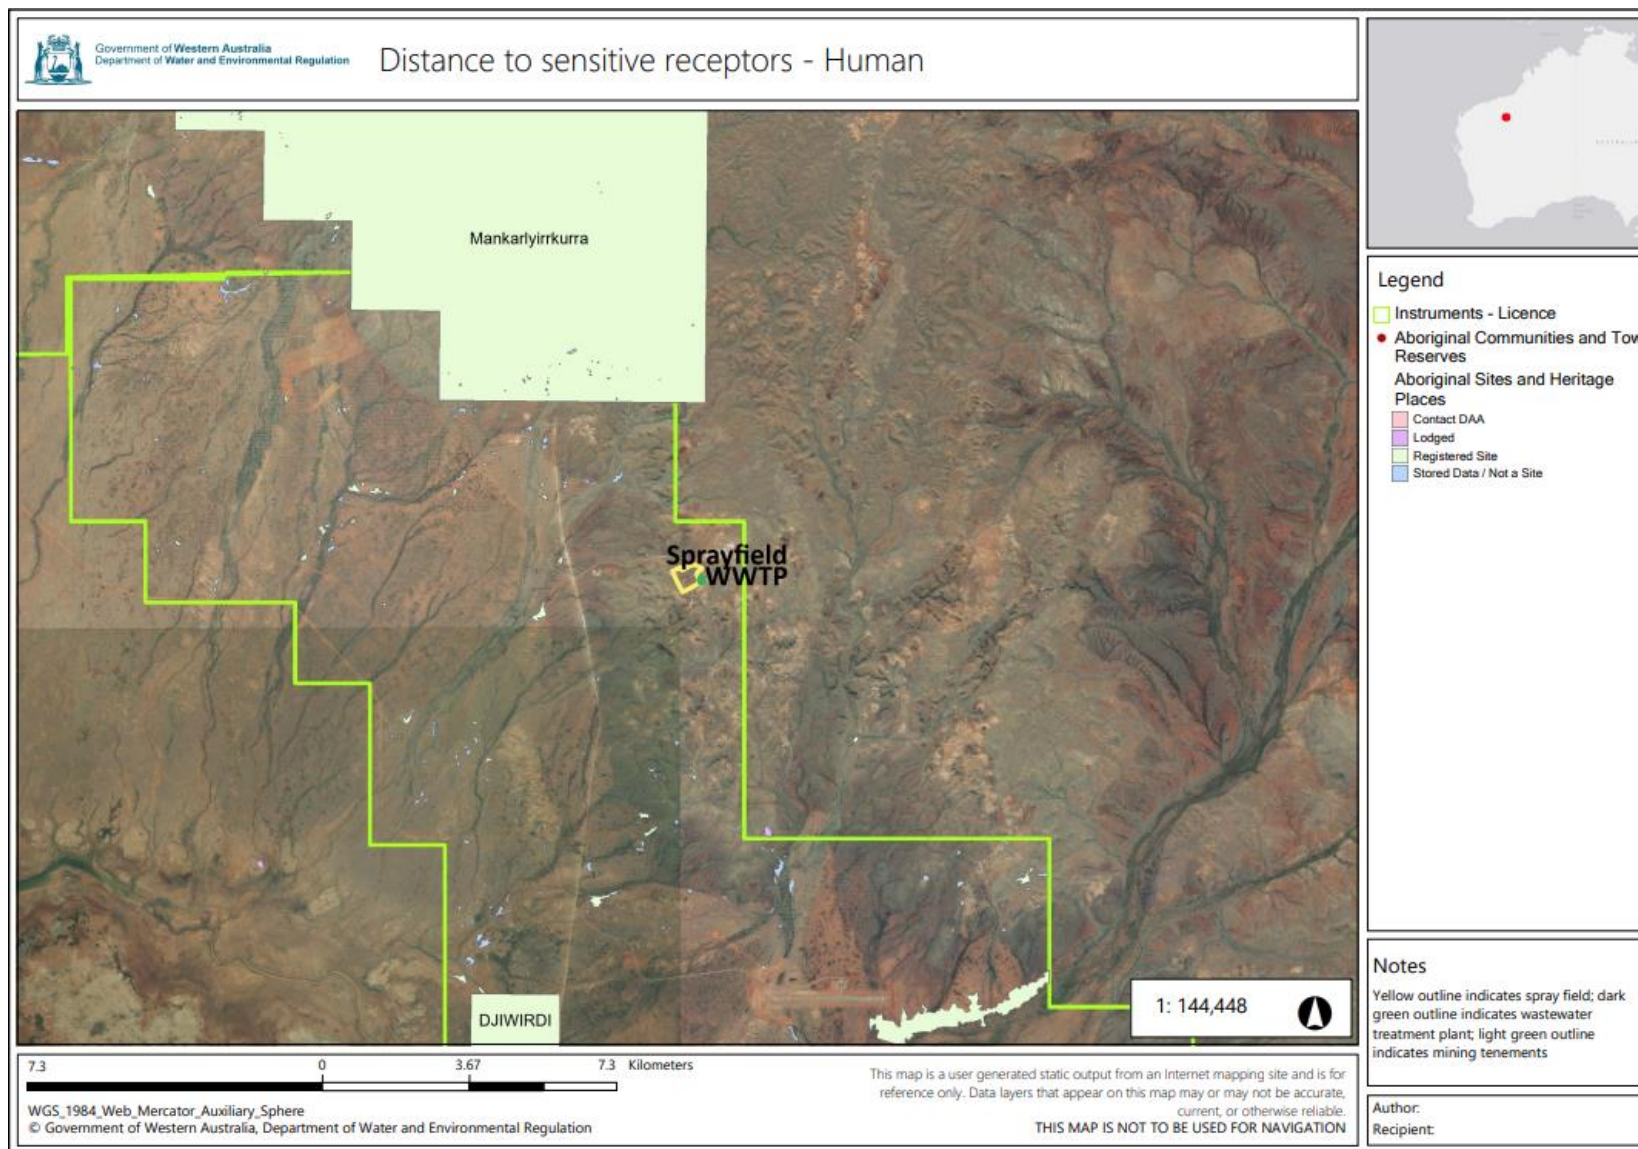 Government of Western Australia
Department of Water and Environmental Regulation
Distance to sensitive receptors - Human
Mankarlyirrkurra
Sprayfield
WWTP
DJIWIRDI
1: 144,448
Legend
Instruments - Licence
Aboriginal Communities and Tow
Reserves
Aboriginal Sites and Heritage
Places
Contact DAA
Lodged
Registered Site
Stored Data / Not a Site
Notes
Yellow outline indicates spray field; dark
green outline indicates wastewater
treatment plant; light green outline
indicates mining tenements
Author:
Recipient:
7.3 0 3.67 7.3 Kilometers
WGS_1984_Web_Mercator_Auxiliary_Sphere
© Government of Western Australia, Department of Water and Environmental Regulation
This map is a user generated static output from an Internet mapping site and is for
reference only. Data layers that appear on this map may or may not be accurate,
current, or otherwise reliable.
THIS MAP IS NOT TO BE USED FOR NAVIGATION